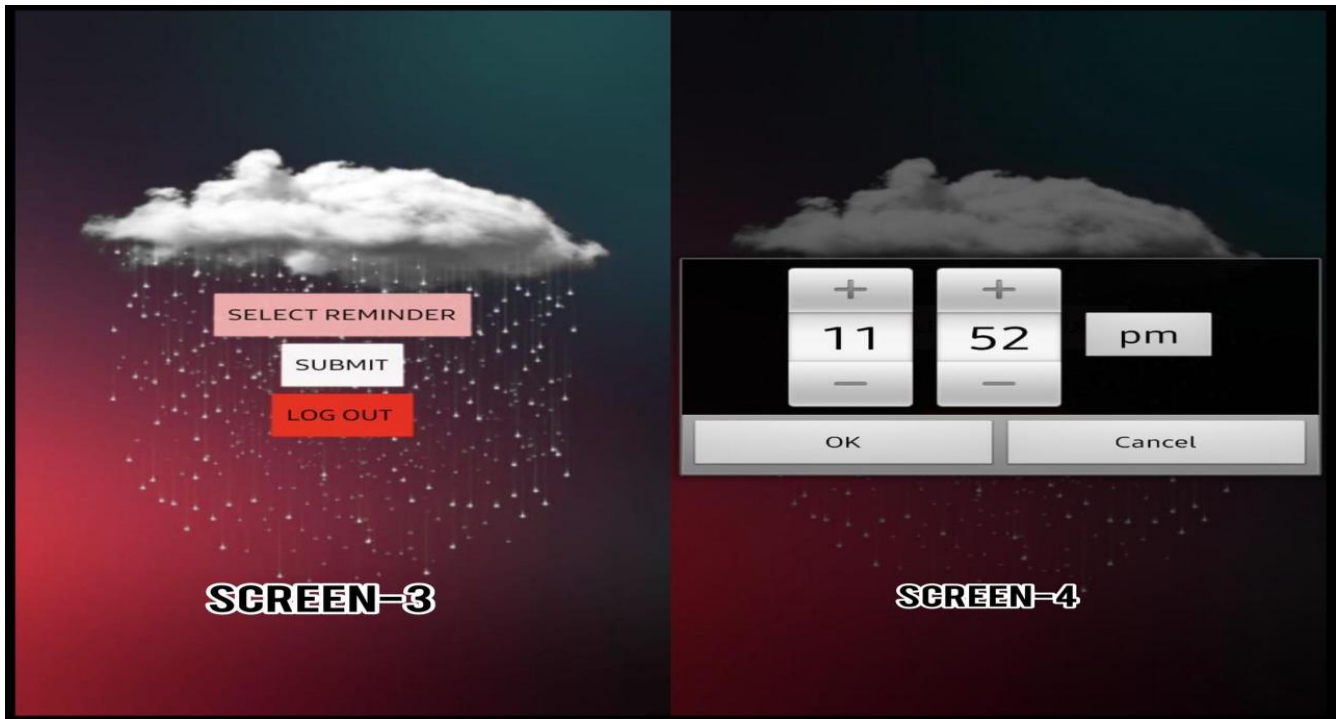 SELECT REMINDER
SUBMIT
LOG OUT
SCREEN-3
+ +
11 52 pm
- -
OK Cancel
SCREEN-4